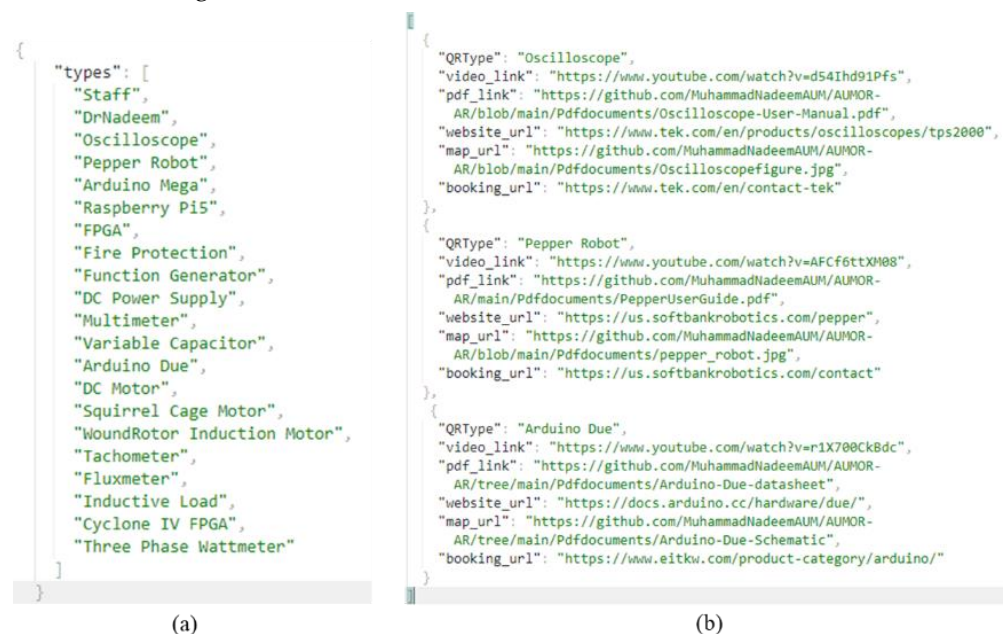 {
"types": [
"Staff",
"DrNadeem",
"Oscilloscope",
"Pepper Robot",
"Arduino Mega",
"Raspberry Pi5",
"FPGA",
"Fire Protection",
"Function Generator",
"DC Power Supply",
"Multimeter",
"Variable Capacitor",
"Arduino Due",
"DC Motor",
"Squirrel Cage Motor",
"WoundRotor Induction Motor",
"Tachometer",
"Fluxmeter",
"Inductive Load",
"Cyclone IV FPGA",
"Three Phase Wattmeter"
]
}
(a)
[
{
"QRType": "Oscilloscope",
"video_link": "https://www.youtube.com/watch?v=d54Ihd91Pfs",
"pdf_link": "https://github.com/MuhammadNadeemAUM/AUMOR-
AR/blob/main/Pdfdocuments/Oscilloscope-User-Manual.pdf",
"website_url": "https://www.tek.com/en/products/oscilloscopes/tps2000",
"map_url": "https://github.com/MuhammadNadeemAUM/AUMOR-
AR/blob/main/Pdfdocuments/Oscilloscopefigure.jpg",
"booking_url": "https://www.tek.com/en/contact-tek"
},
{
"QRType": "Pepper Robot",
"video_link": "https://www.youtube.com/watch?v=AFCf6ttXM08",
"pdf_link": "https://github.com/MuhammadNadeemAUM/AUMOR-
AR/main/Pdfdocuments/PepperUserGuide.pdf",
"website_url": "https://us.softbankrobotics.com/pepper",
"map_url": "https://github.com/MuhammadNadeemAUM/AUMOR-
AR/blob/main/Pdfdocuments/pepper_robot.jpg",
"booking_url": "https://us.softbankrobotics.com/contact"
},
{
"QRType": "Arduino Due",
"video_link": "https://www.youtube.com/watch?v=r1X700CkBdc",
"pdf_link": "https://github.com/MuhammadNadeemAUM/AUMOR-
AR/tree/main/Pdfdocuments/Arduino-Due-datasheet",
"website_url": "https://docs.arduino.cc/hardware/due/",
"map_url": "https://github.com/MuhammadNadeemAUM/AUMOR-
AR/tree/main/Pdfdocuments/Arduino-Due-Schematic",
"booking_url": "https://www.eitkw.com/product-category/arduino/"
}
]
(b)